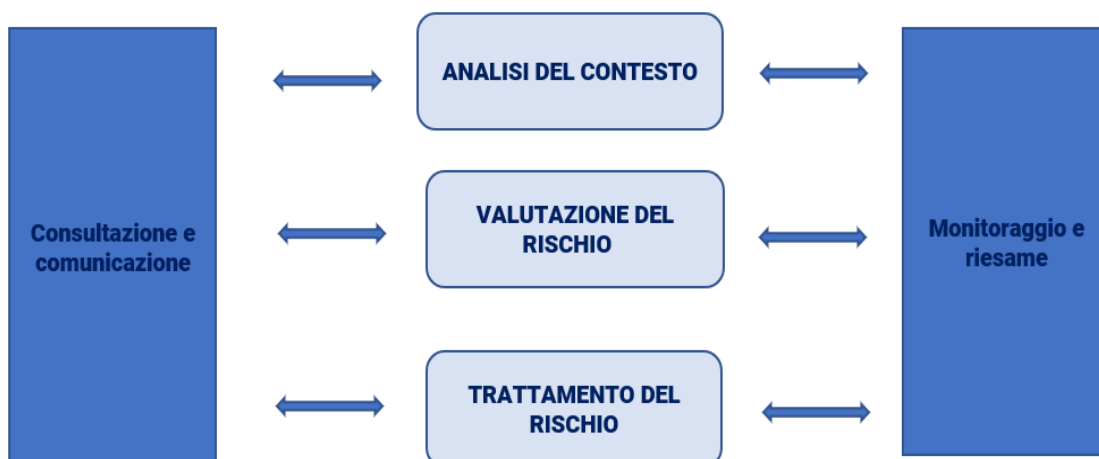 ANALISI DEL CONTESTO
VALUTAZIONE DEL
RISCHIO
Consultazione e
comunicazione
Monitoraggio e
riesame
TRATTAMENTO DEL
RISCHIO